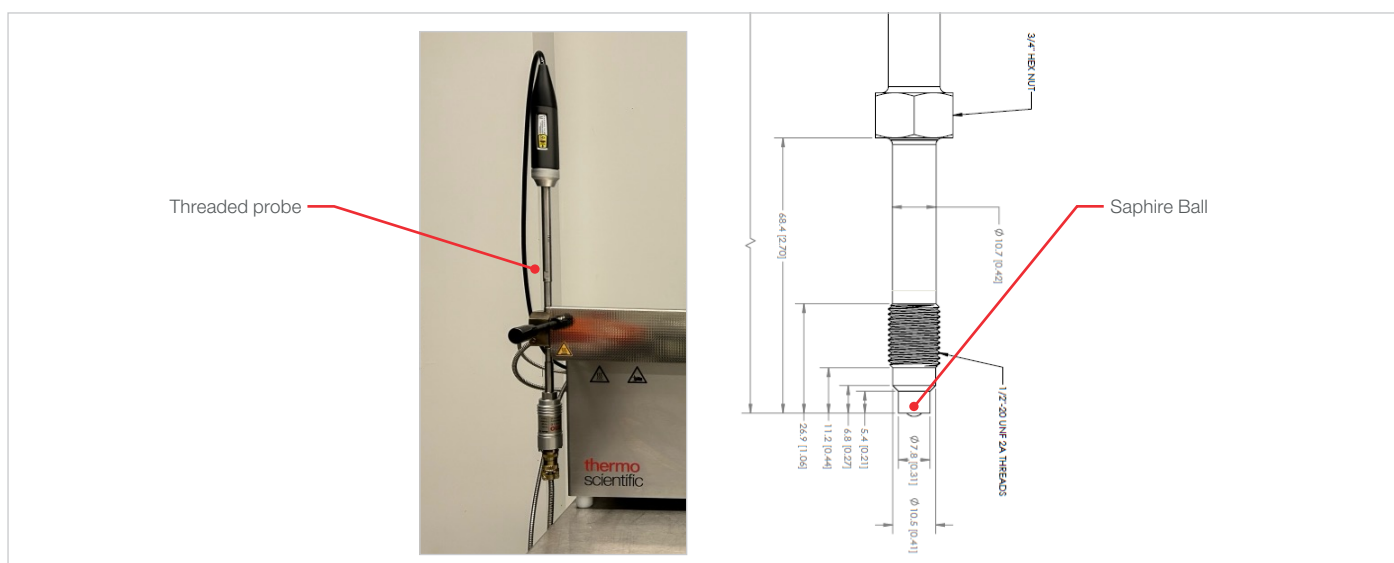 Threaded probe
thermo
scientific
3/4" HEX NUT
68.4 [2.70]
Ø 10.7 [0.42]
Saphire Ball
1/2"-20 UNF 2A THREADS
26.9 [1.06]
11.2 [0.44]
6.8 [0.27]
5.4 [0.21]
Ø 7.8 [0.31]
Ø 10.5 [0.41]